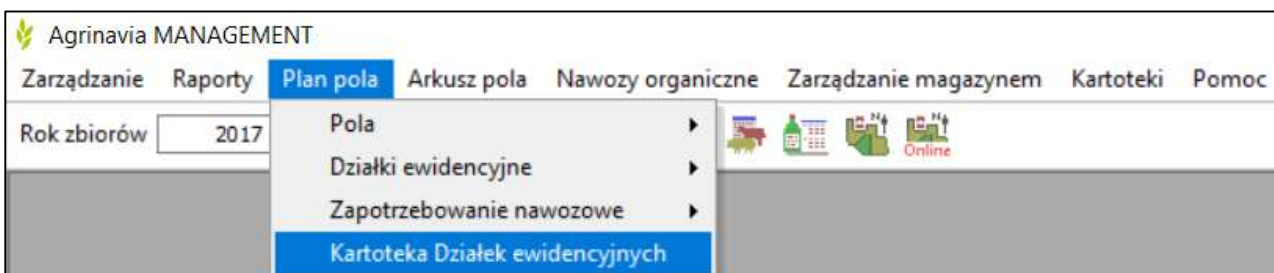 Agrinavia MANAGEMENT
Zarządzanie Raporty Plan pola Arkusz pola Nawozy organiczne Zarządzanie magazynem Kartoteki Pomoc
Rok zbiorów 2017
Pola
N N
Online
Działki ewidencyjne
Zapotrzebowanie nawozowe
Kartoteka Działek ewidencyjnych